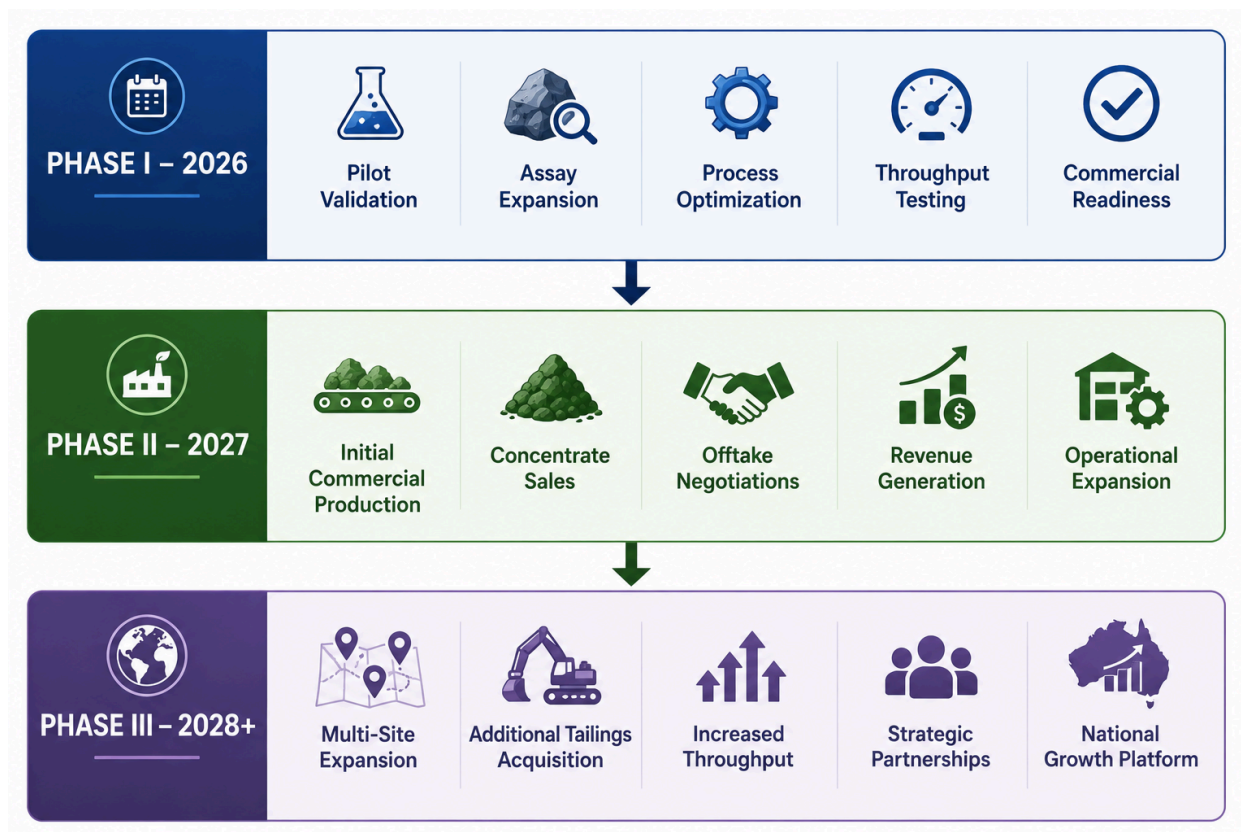 PHASE I – 2026
Pilot
Validation
Assay
Expansion
Process
Optimization
Throughput
Testing
Commercial
Readiness
PHASE II – 2027
Initial
Commercial
Production
Concentrate
Sales
Offtake
Negotiations
$
Revenue
Generation
Operational
Expansion
PHASE III – 2028+
Multi-Site
Expansion
Additional Tailings
Acquisition
Increased
Throughput
Strategic
Partnerships
National
Growth Platform